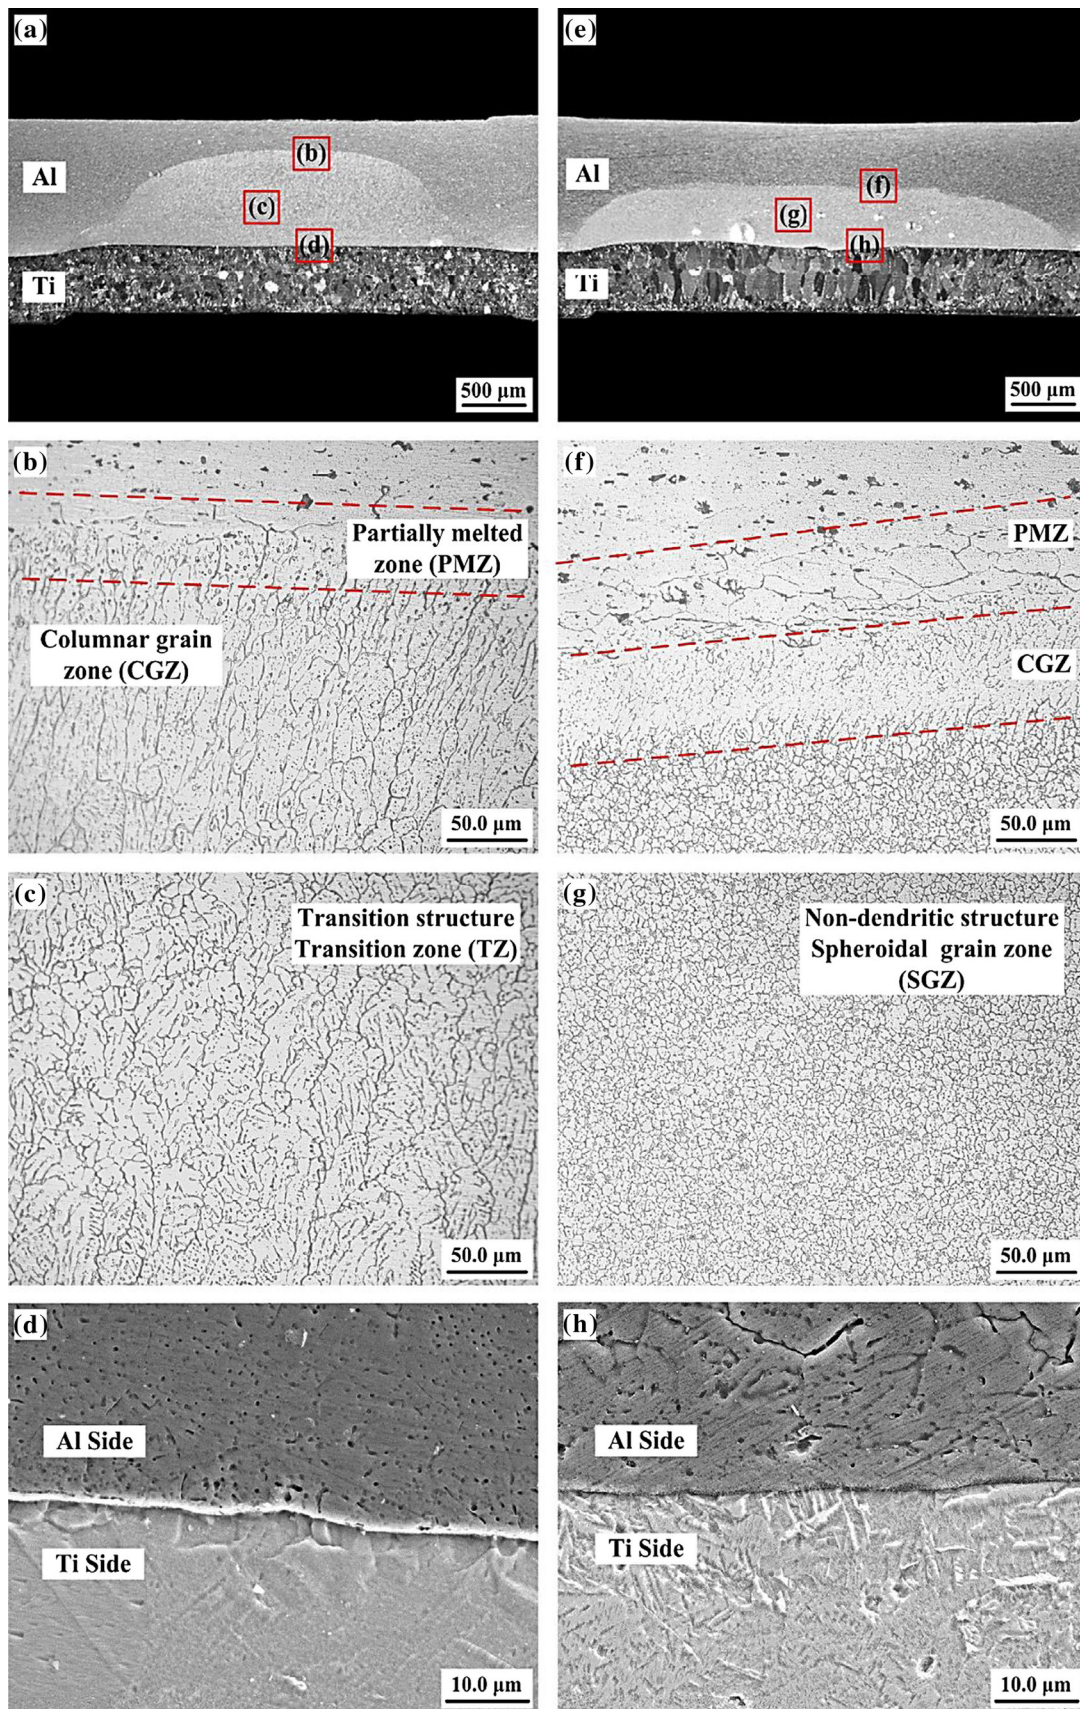 (a)
(b)
Al
(c)
(d)
Ti
500 μm
(e)
Al
(f)
(g)
(h)
Ti
500 μm
(b)
Partially melted
zone (PMZ)
Columnar grain
zone (CGZ)
50.0 μm
(f)
PMZ
CGZ
50.0 μm
(c)
Transition structure
Transition zone (TZ)
50.0 μm
(g)
Non-dendritic structure
Spheroidal grain zone
(SGZ)
50.0 μm
(d)
Al Side
Ti Side
10.0 μm
(h)
Al Side
Ti Side
10.0 μm